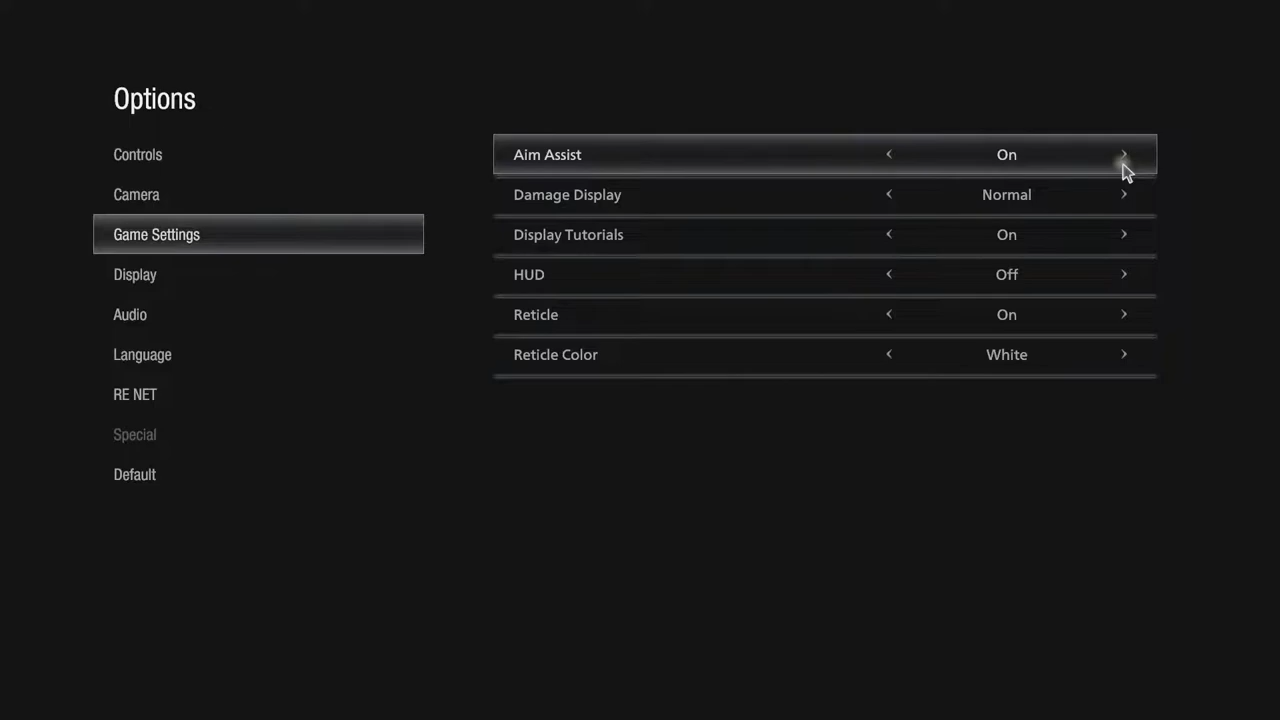 Options
Controls
Camera
Game Settings
Display
Audio
Language
RE NET
Special
Default
Aim Assist On
Damage Display Normal
Display Tutorials On
HUD Off
Reticle On
Reticle Color White